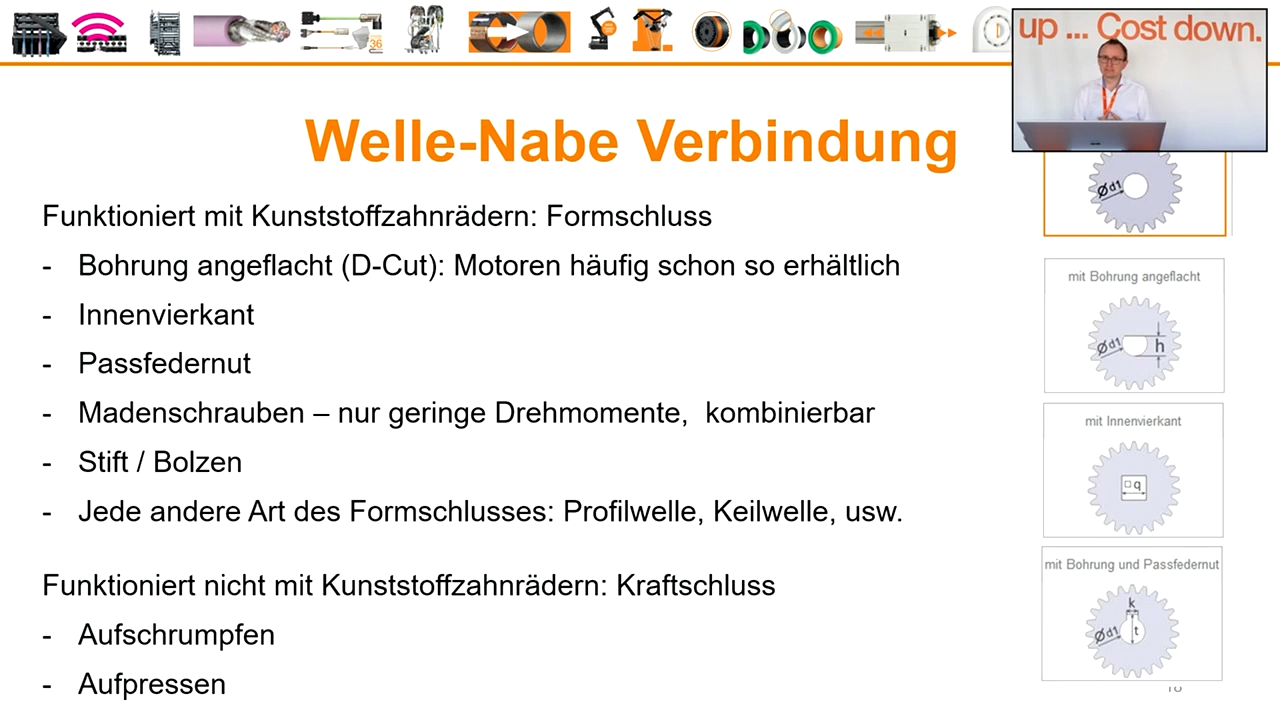 36
up ... Cost down.
Welle-Nabe Verbindung
Funktioniert mit Kunststoffzahnrädern: Formschluss
- Bohrung angeflacht (D-Cut): Motoren häufig schon so erhältlich
- Innenvierkant
- Passfedernut
- Madenschrauben – nur geringe Drehmomente, kombinierbar
- Stift / Bolzen
- Jede andere Art des Formschlusses: Profilwelle, Keilwelle, usw.
Funktioniert nicht mit Kunststoffzahnrädern: Kraftschluss
- Aufschrumpfen
- Aufpressen
Ød1
mit Bohrung angeflacht
Ød1 h
mit Innenvierkant
□ q
mit Bohrung und Passfedernut
k
Ød1 t